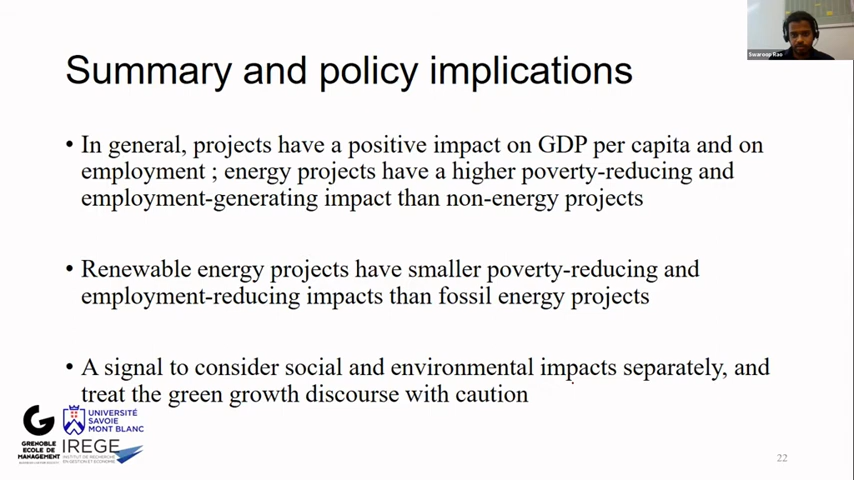 Swaroop Rao
Summary and policy implications
• In general, projects have a positive impact on GDP per capita and on
employment ; energy projects have a higher poverty-reducing and
employment-generating impact than non-energy projects
• Renewable energy projects have smaller poverty-reducing and
employment-reducing impacts than fossil energy projects
• A signal to consider social and environmental impacts separately, and
treat the green growth discourse with caution
GRENOBLE
ECOLE DE
MANAGEMENT
UNIVERSITÉ
SAVOIE
MONT BLANC
IREGE
INSTITUT DE RECHERCHE
EN GESTION ET ÉCONOMIE
22